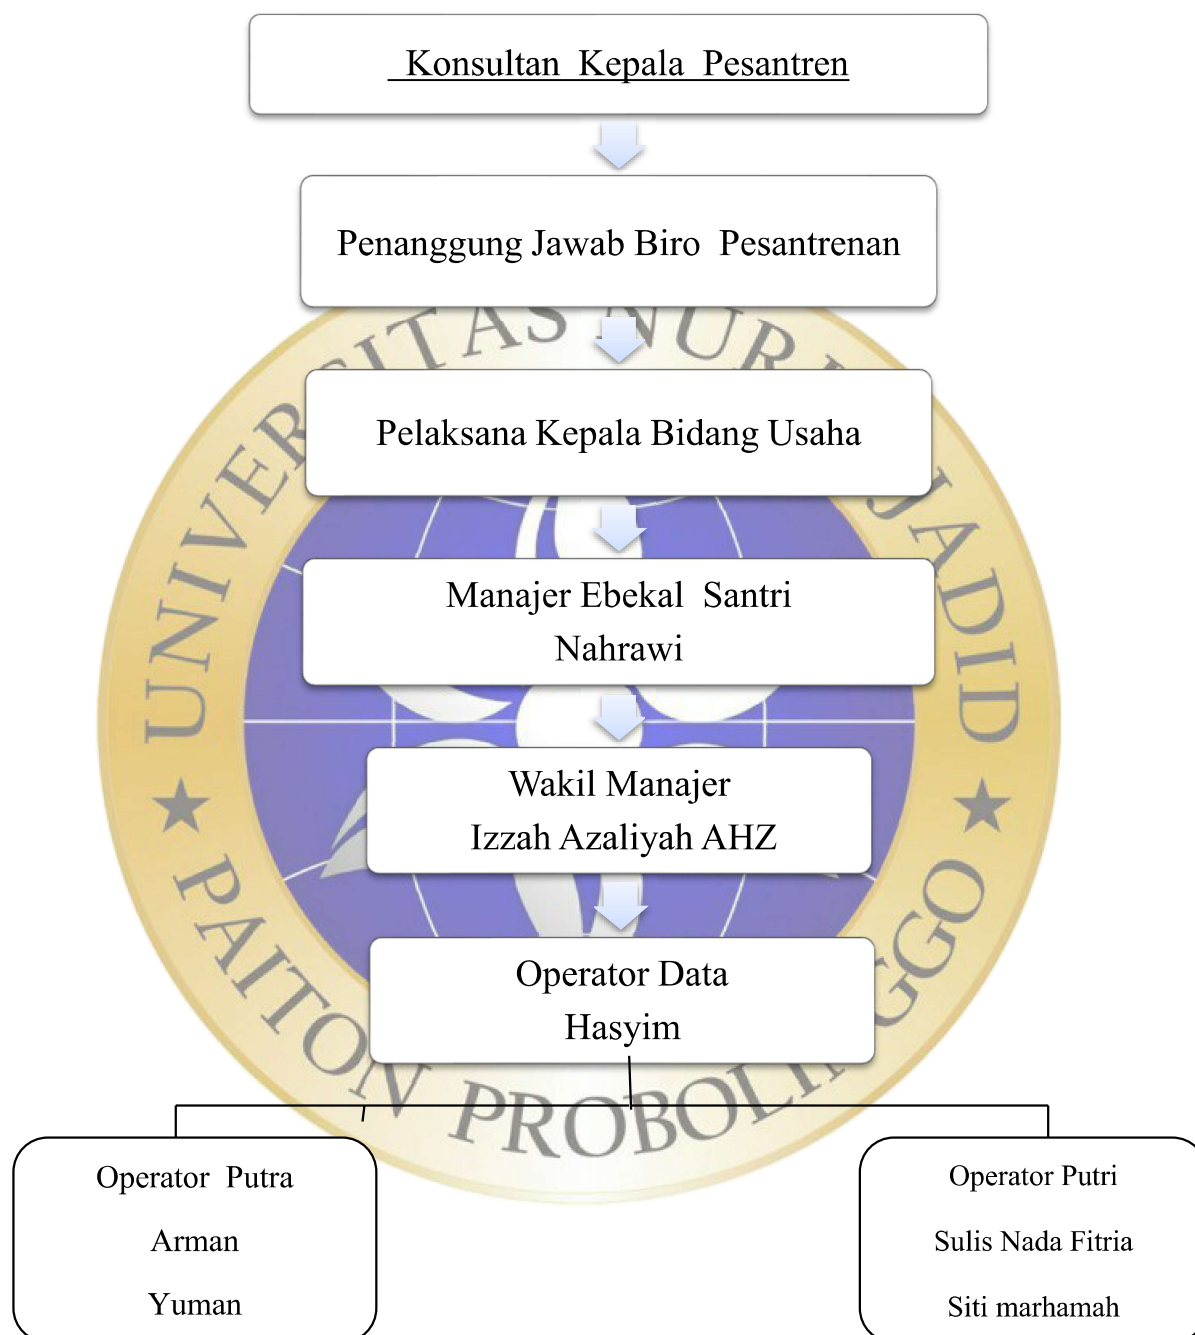 Konsultan Kepala Pesantren
Penanggung Jawab Biro Pesantrenan
Pelaksana Kepala Bidang Usaha
Manajer Ebekal Santri
Nahrawi
Wakil Manajer
Izzah Azaliyah AHZ
Operator Data
Hasyim
Operator Putra
Arman
Yuman
Operator Putri
Sulis Nada Fitria
Siti marhamah
UNIVERSITAS NUR JADID
PAITON PROBOLINGGO